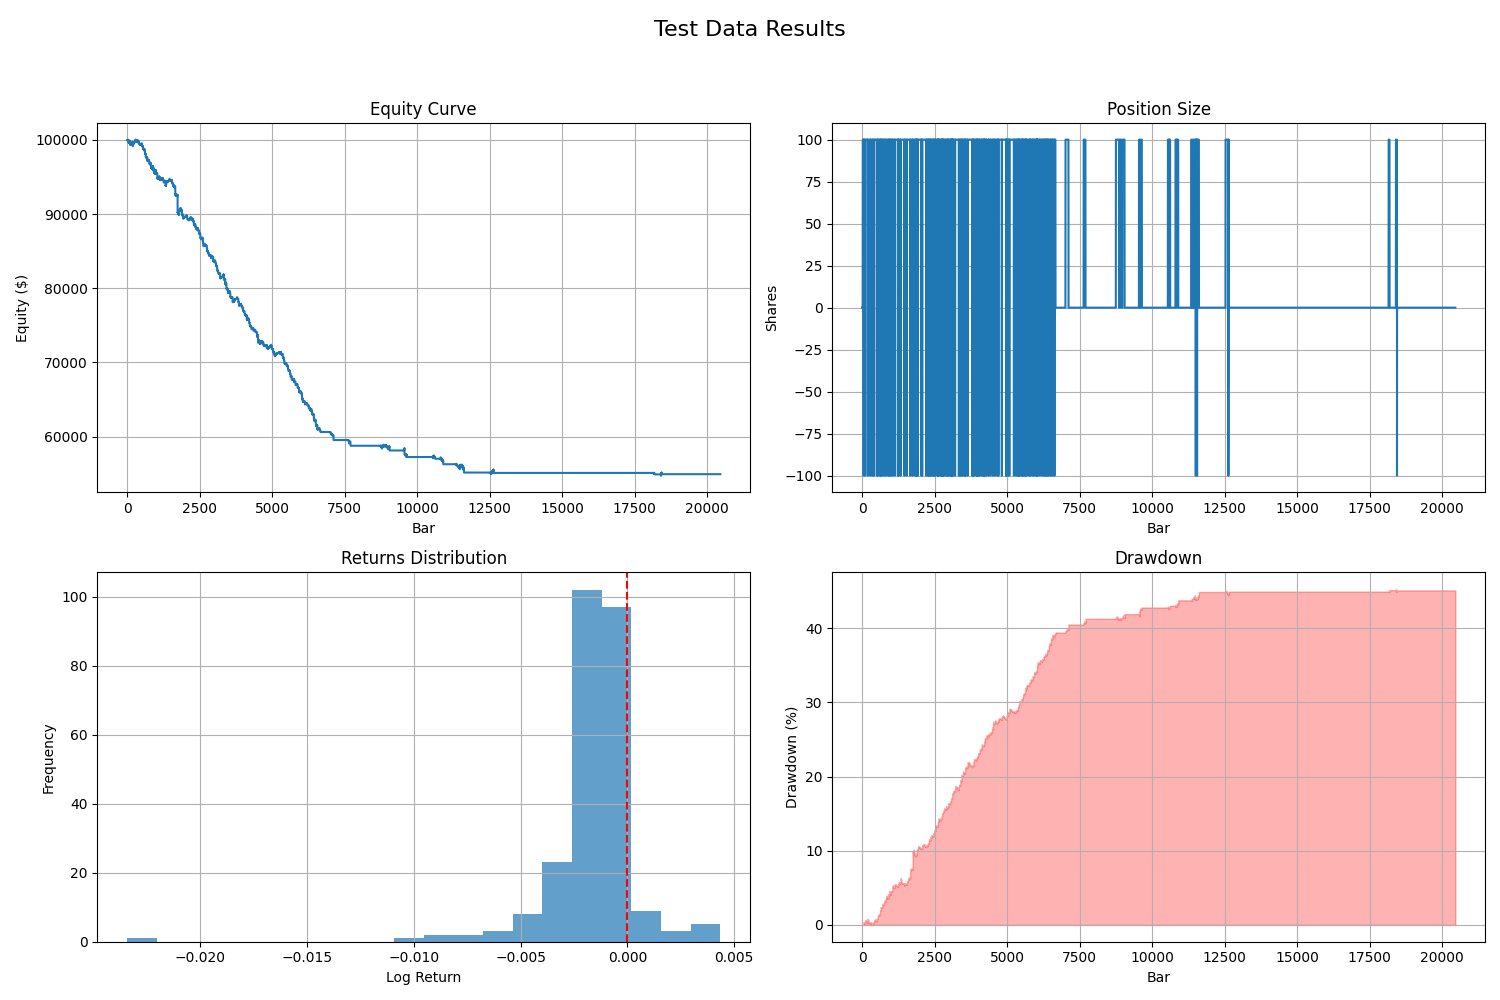 Test Data Results
Equity Curve
Equity ($)
100000
90000
80000
70000
60000
0 2500 5000 7500 10000 12500 15000 17500 20000
Bar
Position Size
Shares
100
75
50
25
0
−25
−50
−75
−100
0 2500 5000 7500 10000 12500 15000 17500 20000
Bar
Returns Distribution
Frequency
100
80
60
40
20
0
−0.020 −0.015 −0.010 −0.005 0.000 0.005
Log Return
Drawdown
Drawdown (%)
40
30
20
10
0
0 2500 5000 7500 10000 12500 15000 17500 20000
Bar